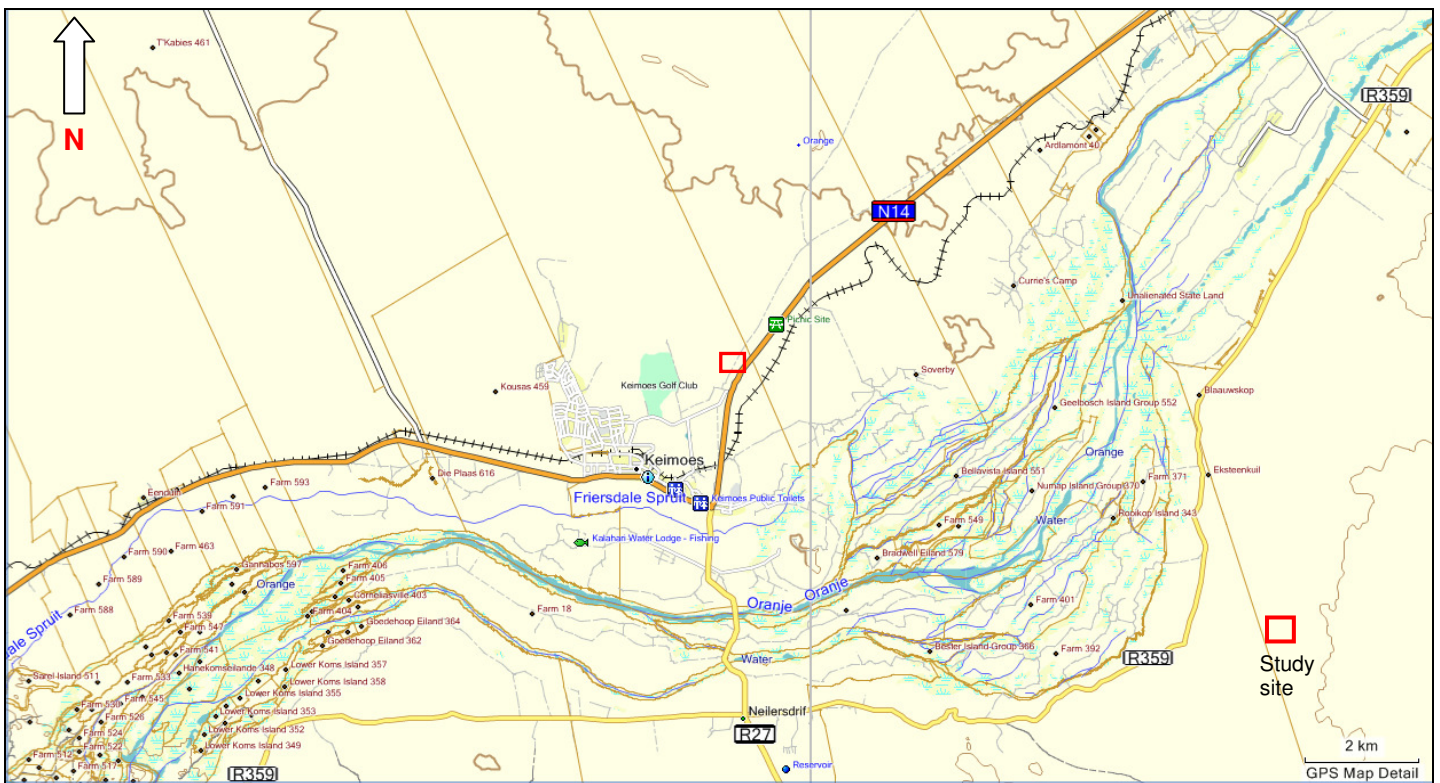 T'Kabies 461
N
R359
Orange
Ardlamont 40
N14
Currie's Camp
Unalienated State Land
Picnic Site
Soverby
Keimoes Golf Club
Kousas 459
Blaauwskop
Geelbosch Island Group 552
Orange
Keimoes
Die Plaas 616
Bellavista Island 551
Eksteenkuil
Farm 371
Numap Island Group 370
Farm 593
Eenduin
Friersdale Spruit
Keimoes Public Toilets
Farm 591
Rooikop Island 343
Water
Farm 549
Kalahari Water Lodge - Fishing
Farm 590
Farm 463
Bradwell Eiland 579
Gannabos 597
Farm 406
Orange
Farm 405
Farm 589
Oranje
Oranje
Corneliasville 403
Farm 404
Farm 401
Farm 588
Farm 18
Farm 539
Goedehoop Eiland 364
Farm 547
dale Spruit
Goedehoop Eiland 362
Bester Island Group 366
Farm 392
R359
Study
site
Farm 541
Water
Hanekomseilande 348
Lower Koms Island 357
Sarel Island 511
Farm 533
Lower Koms Island 358
Farm 545
Lower Koms Island 355
Farm 530
Lower Koms Island 353
Neilersdrif
Farm 526
Lower Koms Island 352
Farm 524
R27
Farm 522
Lower Koms Island 349
Farm 512
Farm 517
Reservoir
R359
2 km
GPS Map Detail